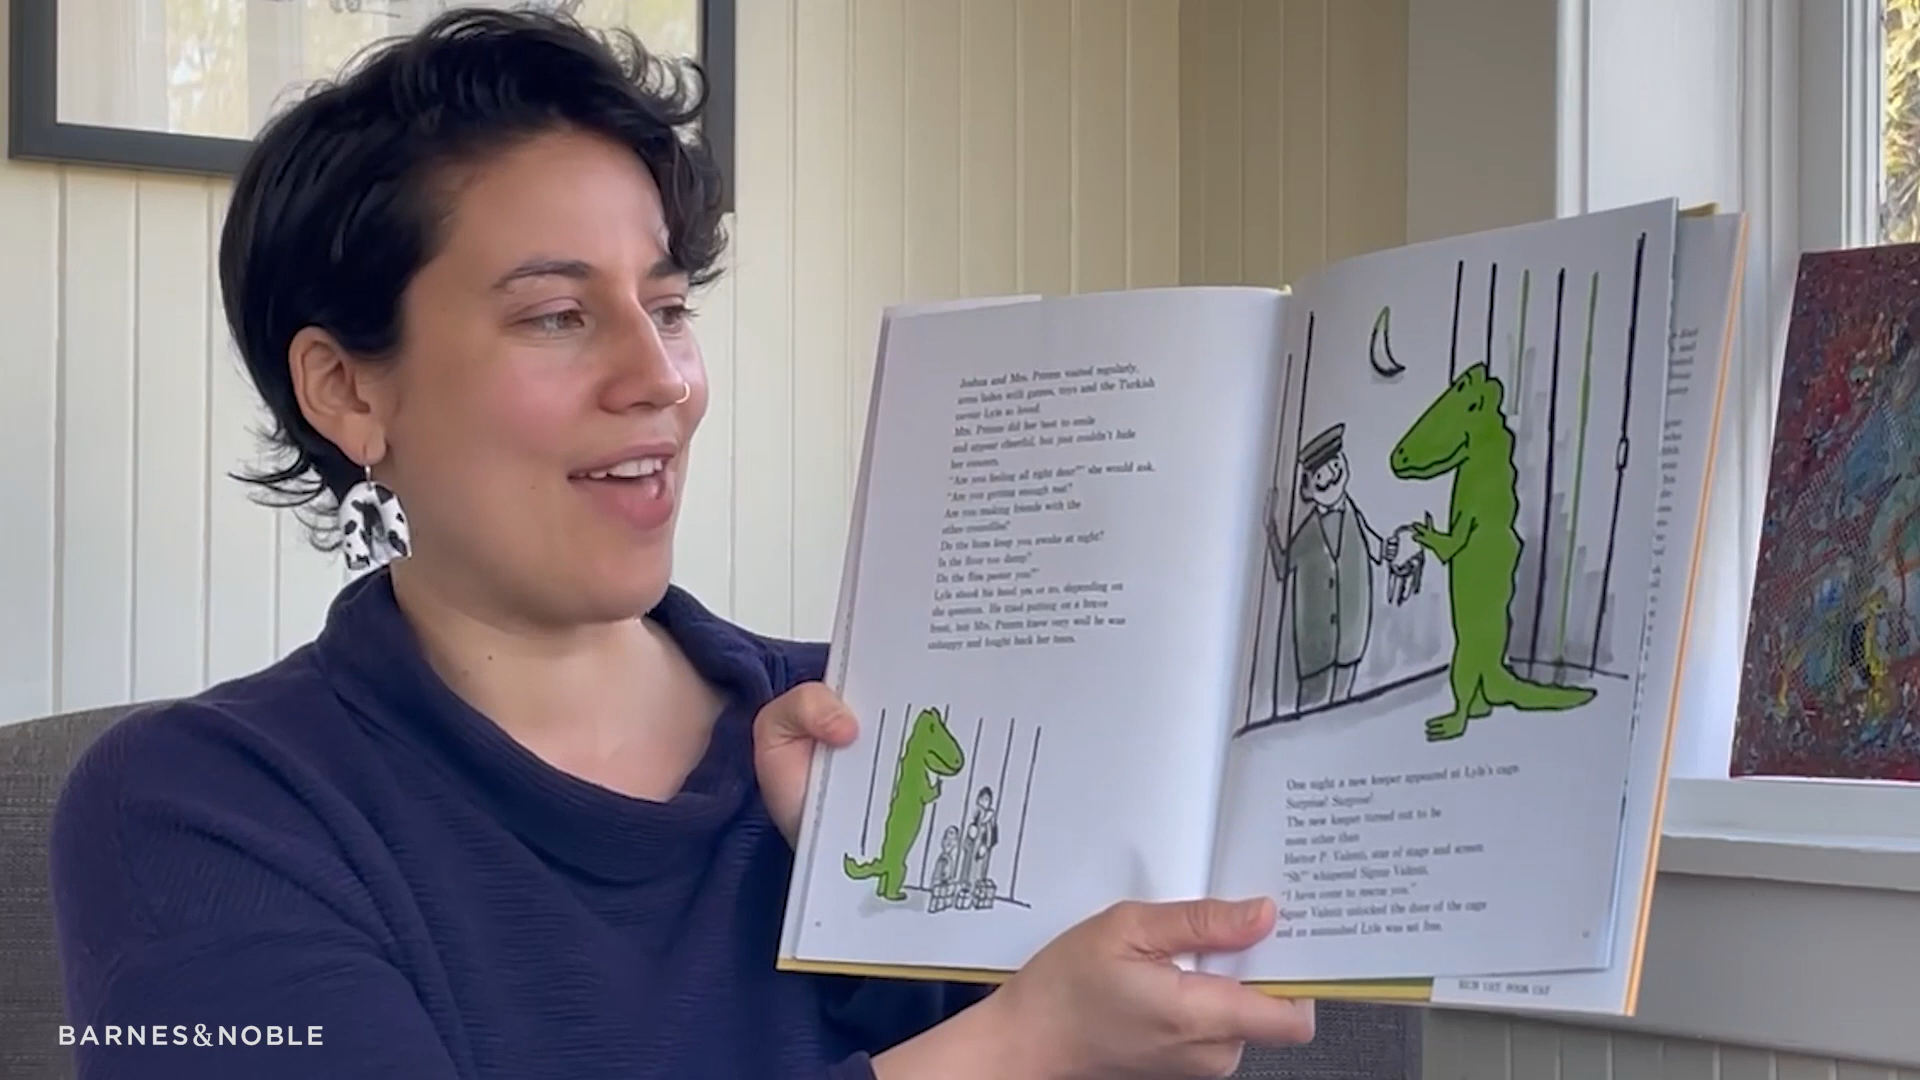 Joshua and Mrs. Primm visited regularly,
arms laden with games, toys and the Turkish
caviar Lyle so loved.
Mrs. Primm did her best to smile
and appear cheerful, but just couldn't hide
her concern.
"Are you feeling all right dear?" she would ask.
"Are you getting enough rest?
Are you making friends with the
other crocodiles?
Do the lions keep you awake at night?
Is the floor too damp?
Do the flies pester you?"
Lyle shook his head yes or no, depending on
the question. He tried putting on a brave
front, but Mrs. Primm knew very well he was
unhappy and fought back her tears.
One night a new keeper appeared at Lyle's cage.
Surprise! Surprise!
The new keeper turned out to be
none other than
Hector P. Valenti, star of stage and screen.
"Sh!" whispered Signor Valenti,
"I have come to rescue you."
Signor Valenti unlocked the door of the cage
and an astonished Lyle was set free.
BARNES&NOBLE